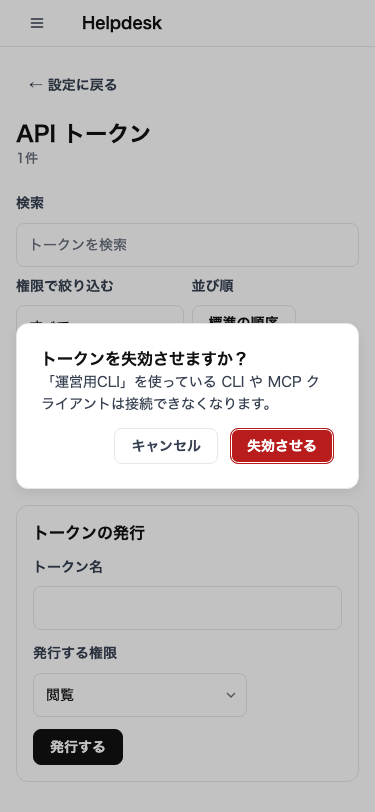 Helpdesk
← 設定に戻る
API トークン
1件
検索
トークンを検索
権限で絞り込む
並び順
標準の順序
トークンを失効させますか？
「運営用CLI」を使っている CLI や MCP ク
ライアントは接続できなくなります。
キャンセル
失効させる
トークンの発行
トークン名
発行する権限
閲覧
発行する